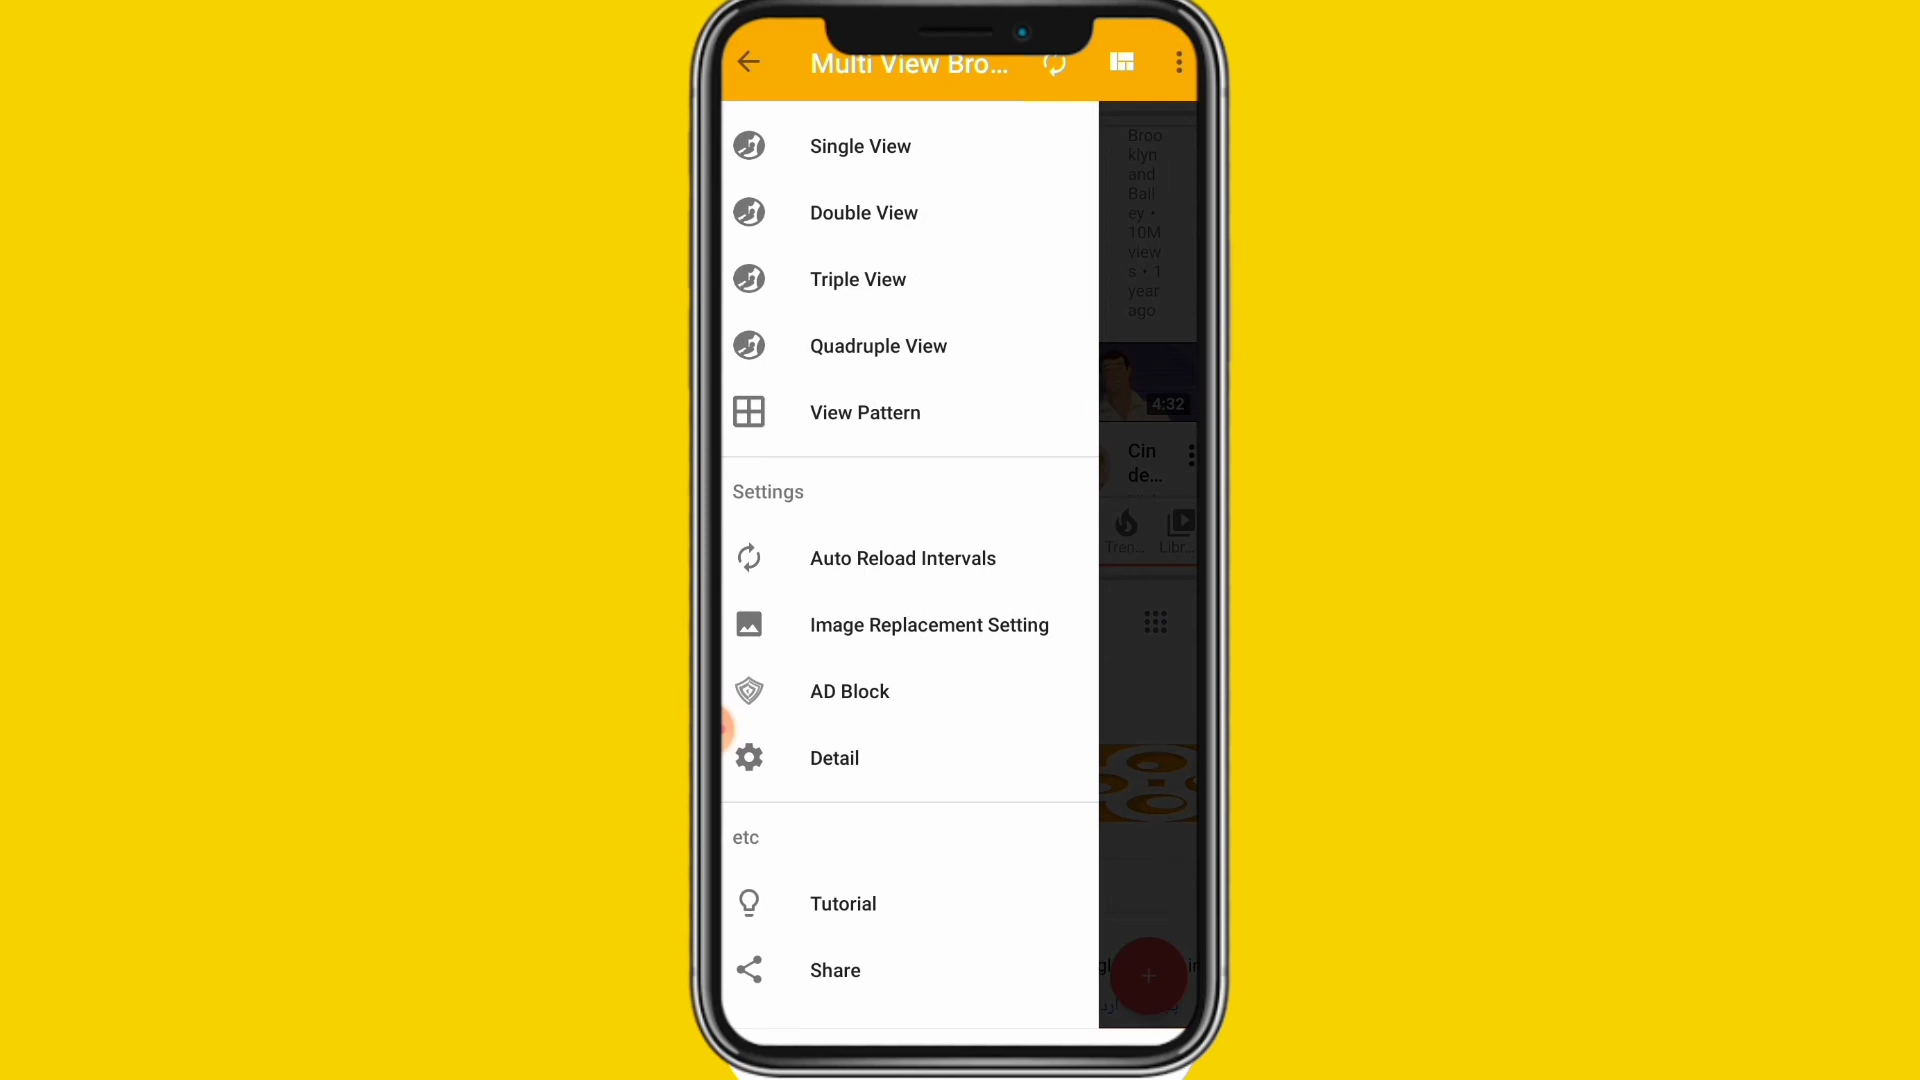 Multi View Bro...
Single View
Double View
Triple View
Quadruple View
View Pattern
Settings
Auto Reload Intervals
Image Replacement Setting
AD Block
Detail
etc
Tutorial
Share
Broo
klyn
and
Bail
ey •
10M
view
s • 1
year
ago
4:32
Cin
de...
Tren...
Libr...
+